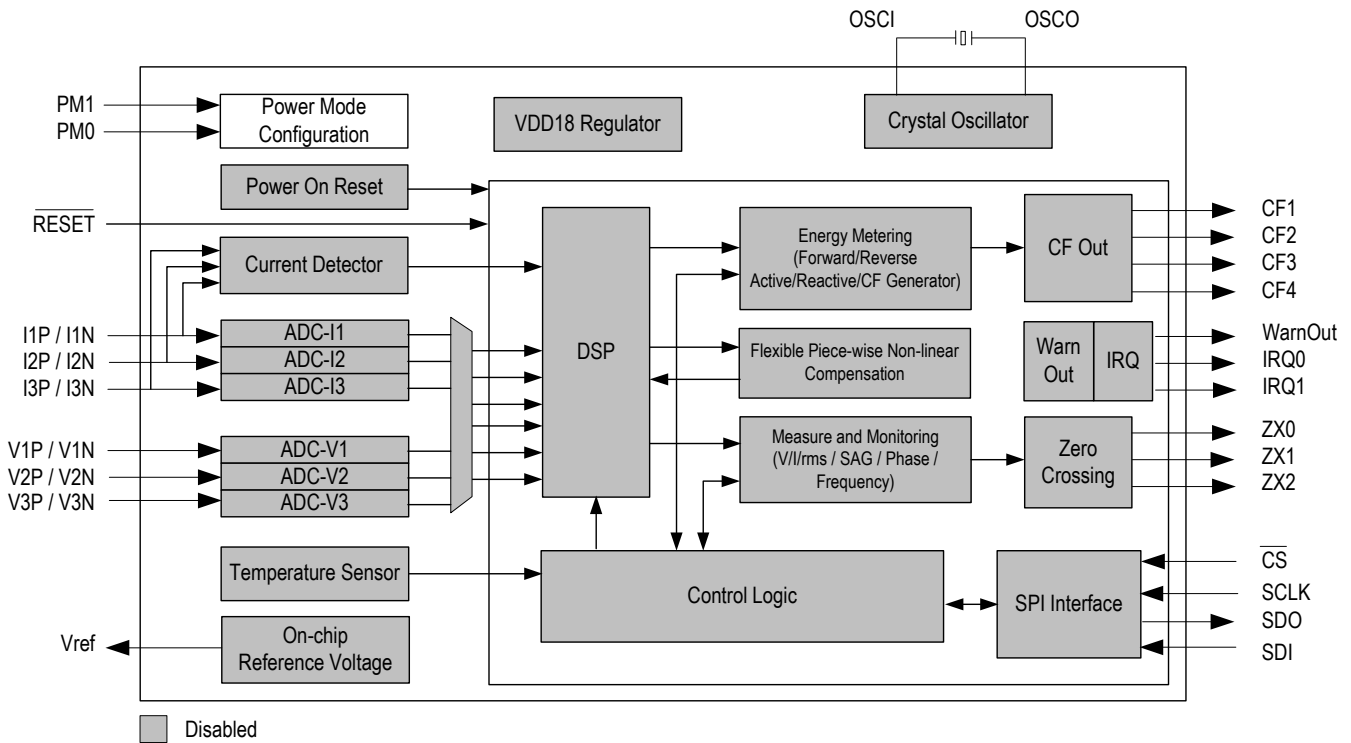 OSCI
OSCO
PM1
PM0
Power Mode
Configuration
VDD18 Regulator
Crystal Oscillator
Power On Reset
RESET
Current Detector
I1P / I1N
I2P / I2N
I3P / I3N
ADC-I1
ADC-I2
ADC-I3
V1P / V1N
V2P / V2N
V3P / V3N
ADC-V1
ADC-V2
ADC-V3
Temperature Sensor
Vref
On-chip
Reference Voltage
DSP
Energy Metering
(Forward/Reverse
Active/Reactive/CF Generator)
Flexible Piece-wise Non-linear
Compensation
Measure and Monitoring
(V/I/rms / SAG / Phase /
Frequency)
Control Logic
CF Out
CF1
CF2
CF3
CF4
Warn
Out
IRQ
WarnOut
IRQ0
IRQ1
Zero
Crossing
ZX0
ZX1
ZX2
SPI Interface
CS
SCLK
SDO
SDI
Disabled